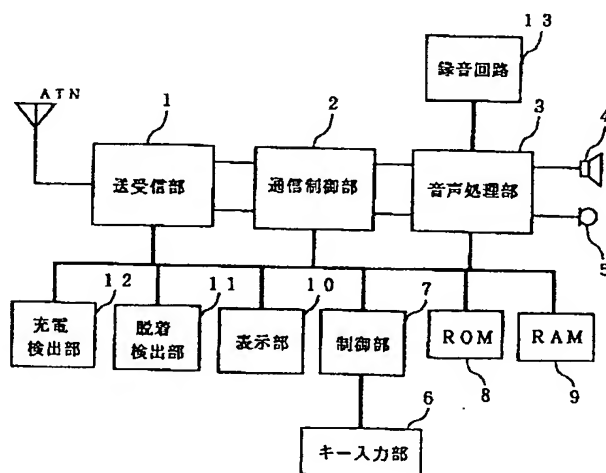 13
録音回路
ATN
1
2
3
4
送受信部
通信制御部
音声処理部
5
12
11
10
7
充電
検出部
脱着
検出部
表示部
制御部
ROM
RAM
8
9
6
キー入力部